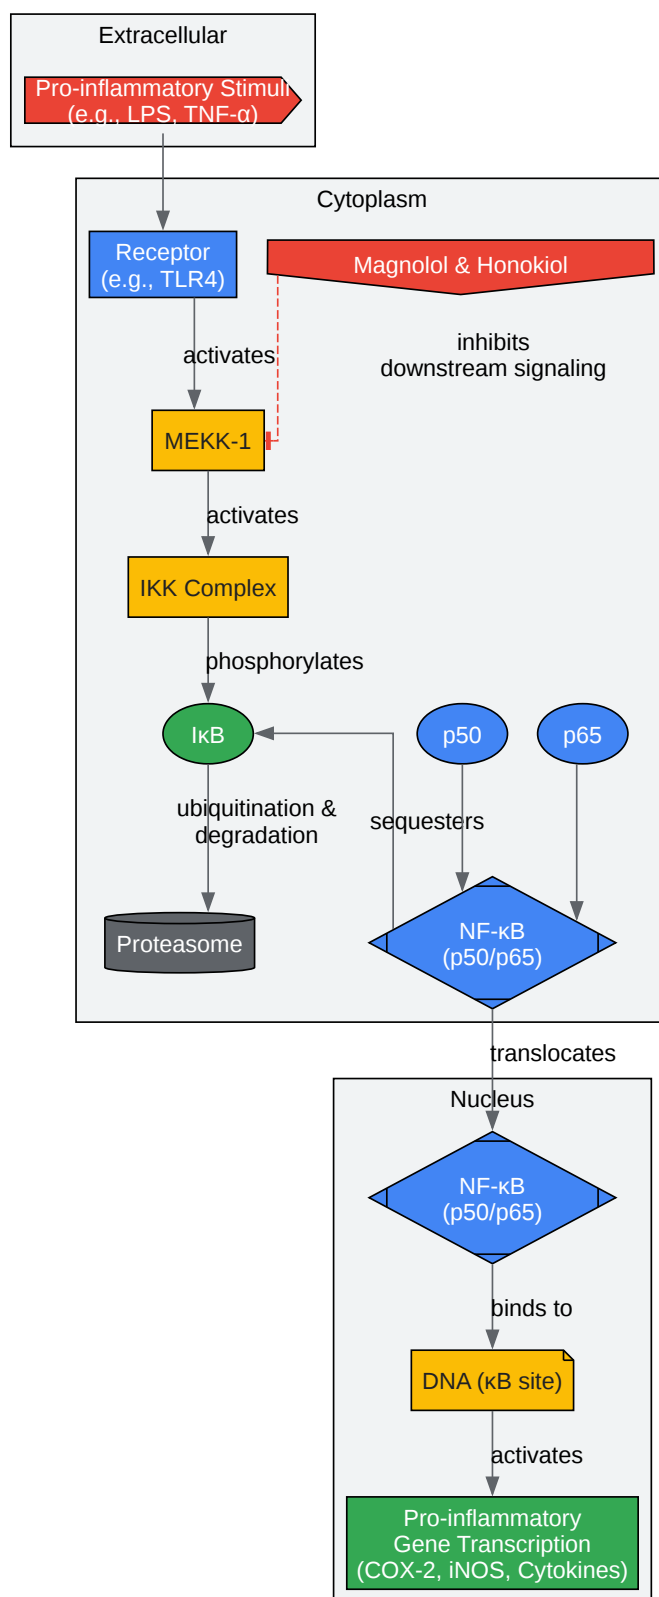 Extracellular
Pro-inflammatory Stimuli
(e.g., LPS, TNF-α)
Cytoplasm
Receptor
(e.g., TLR4)
Magnolol & Honokiol
inhibits
downstream signaling
activates
MEKK-1
activates
IKK Complex
phosphorylates
IκB
p50
p65
ubiquitination &
degradation
sequesters
Proteasome
NF-κB
(p50/p65)
translocates
Nucleus
NF-κB
(p50/p65)
binds to
DNA (κB site)
activates
Pro-inflammatory
Gene Transcription
(COX-2, iNOS, Cytokines)